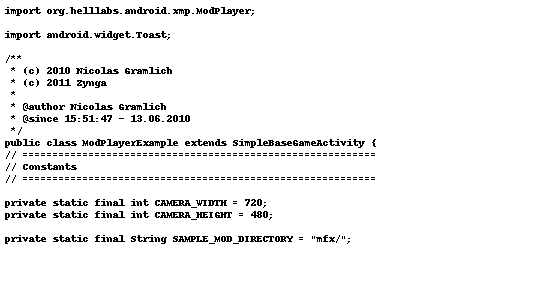 import org.helllabs.android.xmp.ModPlayer;
import android.widget.Toast;
/**
* (c) 2010 Nicolas Gramlich
* (c) 2011 Zynga
*
* @author Nicolas Gramlich
* @since 15:51:47 - 13.06.2010
*/
public class ModPlayerExample extends SimpleBaseGameActivity {
// ===========================================================
// Constants
// ===========================================================
private static final int CAMERA_WIDTH = 720;
private static final int CAMERA_HEIGHT = 480;
private static final String SAMPLE_MOD_DIRECTORY = "mfx/";